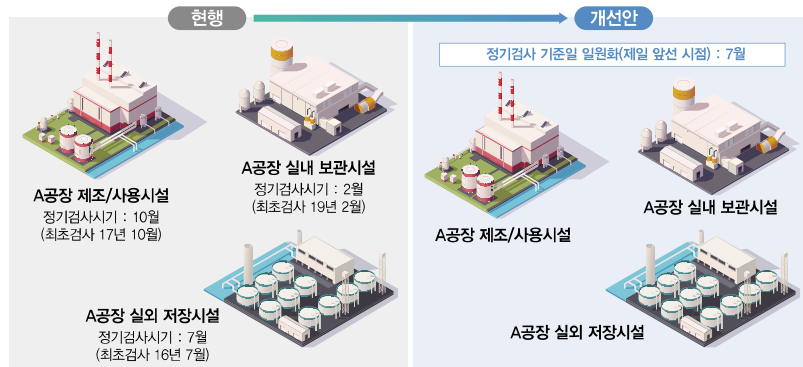 현행
개선안
A공장 제조/사용시설
정기검사시기 : 10월
(최초검사 17년 10월)
A공장 실내 보관시설
정기검사시기 : 2월
(최초검사 19년 2월)
A공장 실외 저장시설
정기검사시기 : 7월
(최초검사 16년 7월)
정기검사 기준일 일원화(제일 앞선 시점) : 7월
A공장 제조/사용시설
A공장 실내 보관시설
A공장 실외 저장시설